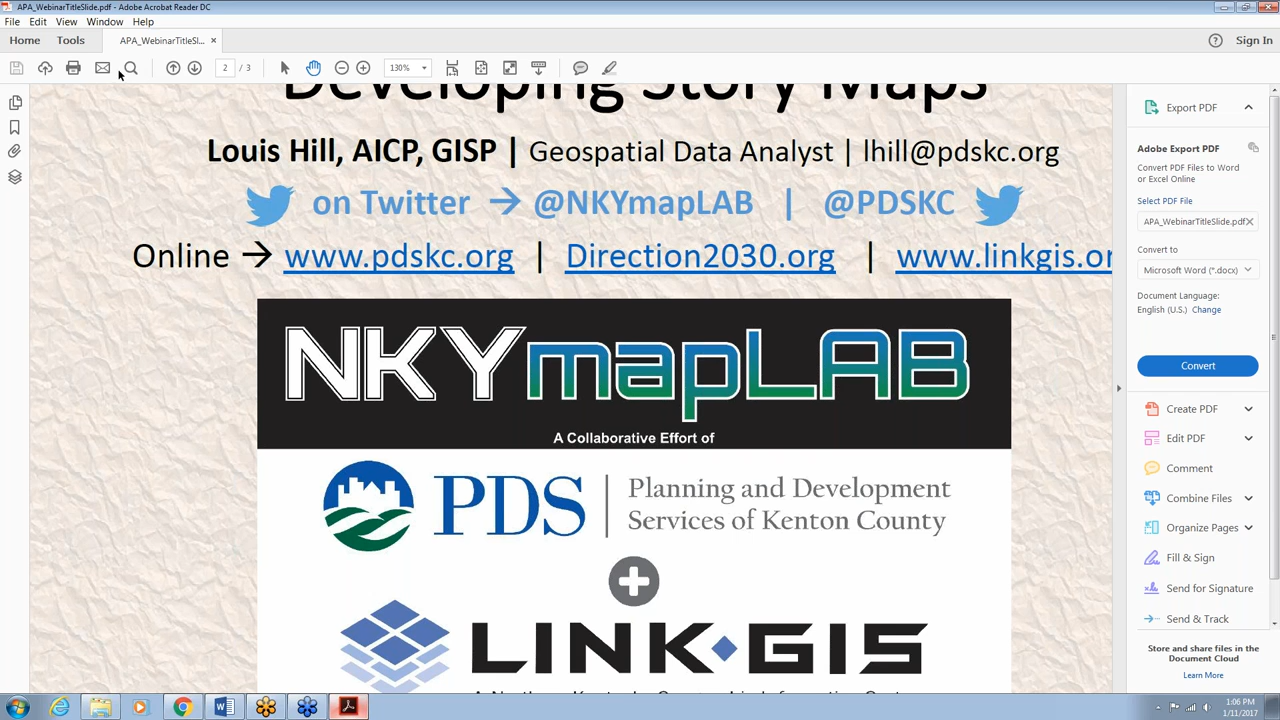 APA_WebinarTitleSlide.pdf - Adobe Acrobat Reader DC
File Edit View Window Help
Home Tools APA_WebinarTitleSl... × Sign In
2 / 3 130%
Developing Story Maps
Louis Hill, AICP, GISP | Geospatial Data Analyst | lhill@pdskc.org
on Twitter → @NKYmapLAB | @PDSKC
Online → www.pdskc.org | Direction2030.org | www.linkgis.or
NKYmapLAB
A Collaborative Effort of
PDS | Planning and Development
Services of Kenton County
LINK GIS
Export PDF
Adobe Export PDF
Convert PDF Files to Word
or Excel Online
Select PDF File
APA_WebinarTitleSlide.pdf ×
Convert to
Microsoft Word (*.docx)
Document Language:
English (U.S.) Change
Convert
Create PDF
Edit PDF
Comment
Combine Files
Organize Pages
Fill & Sign
Send for Signature
Send & Track
Store and share files in the
Document Cloud
Learn More
1:06 PM
1/11/2017